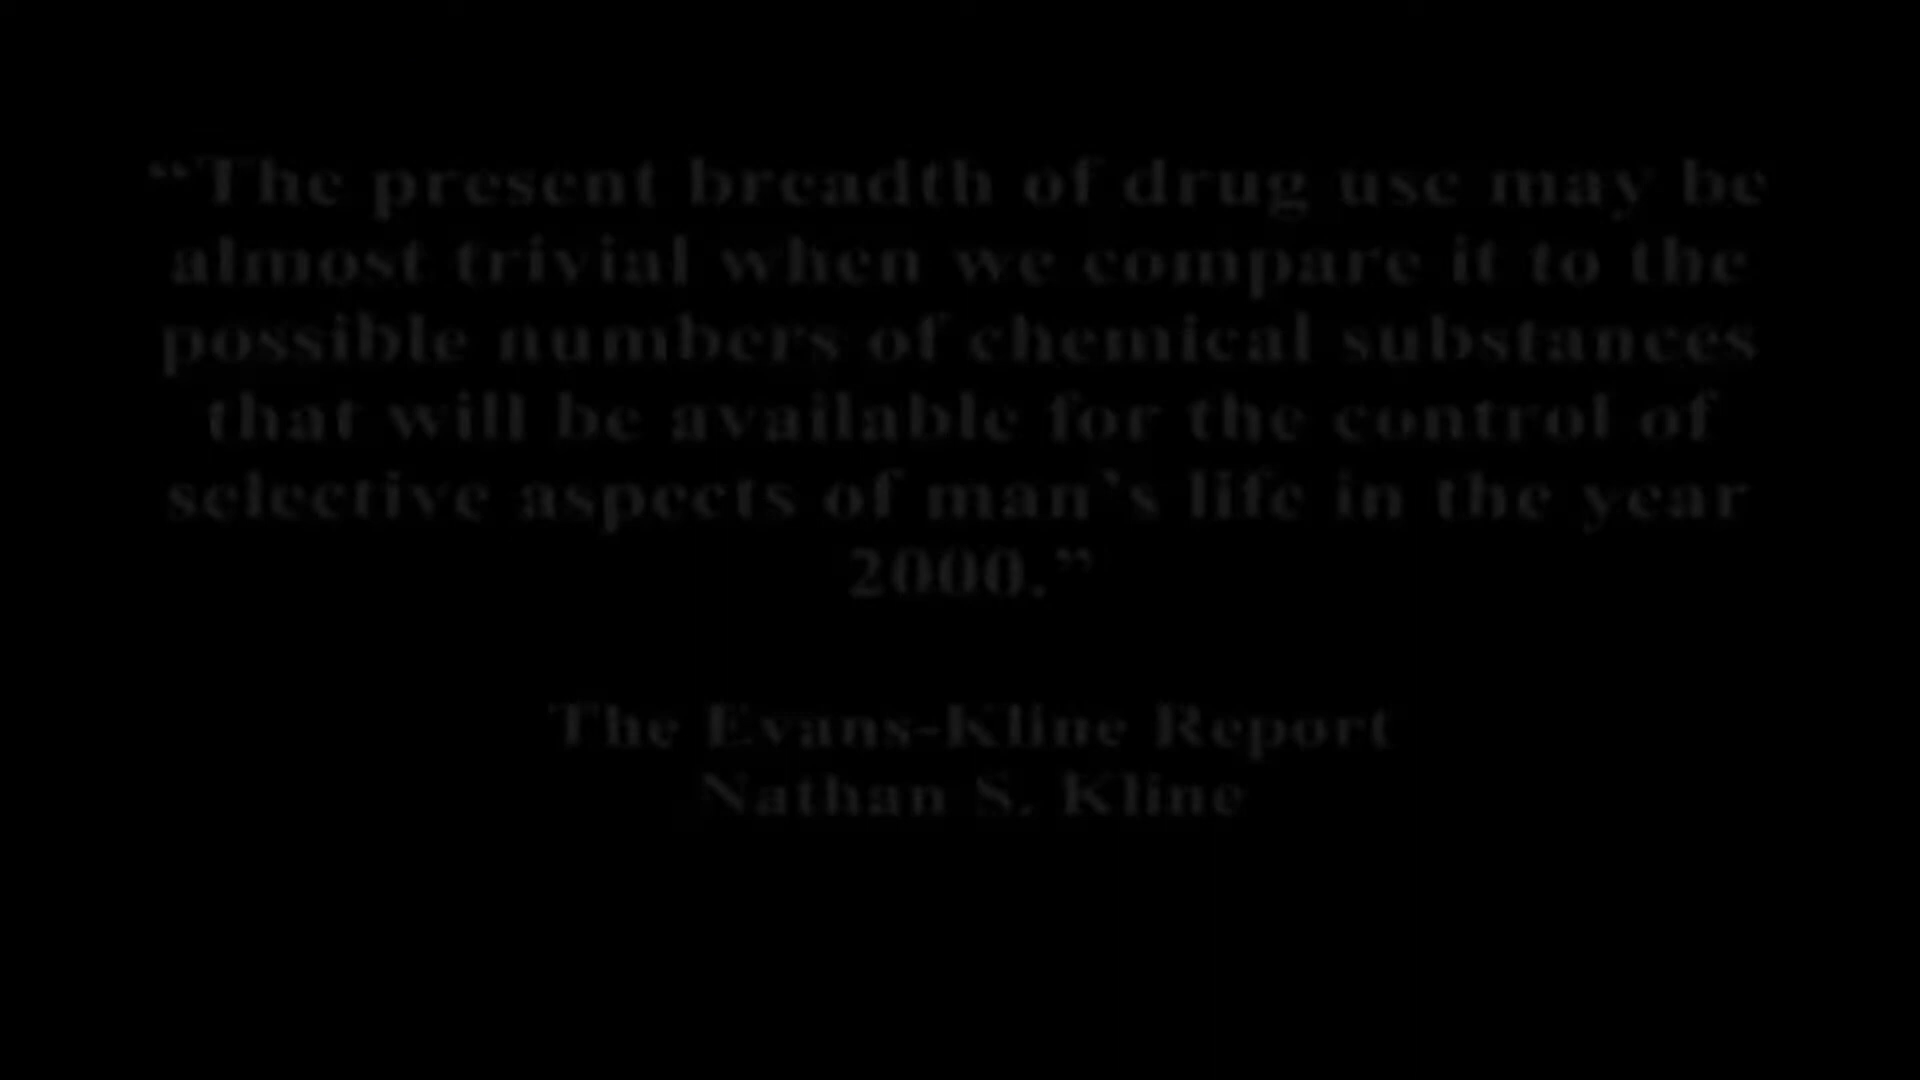 “The present breadth of drug use may be
almost trivial when we compare it to the
possible numbers of chemical substances
that will be available for the control of
selective aspects of man’s life in the year
2000.”
The Evans-Kline Report
Nathan S. Kline